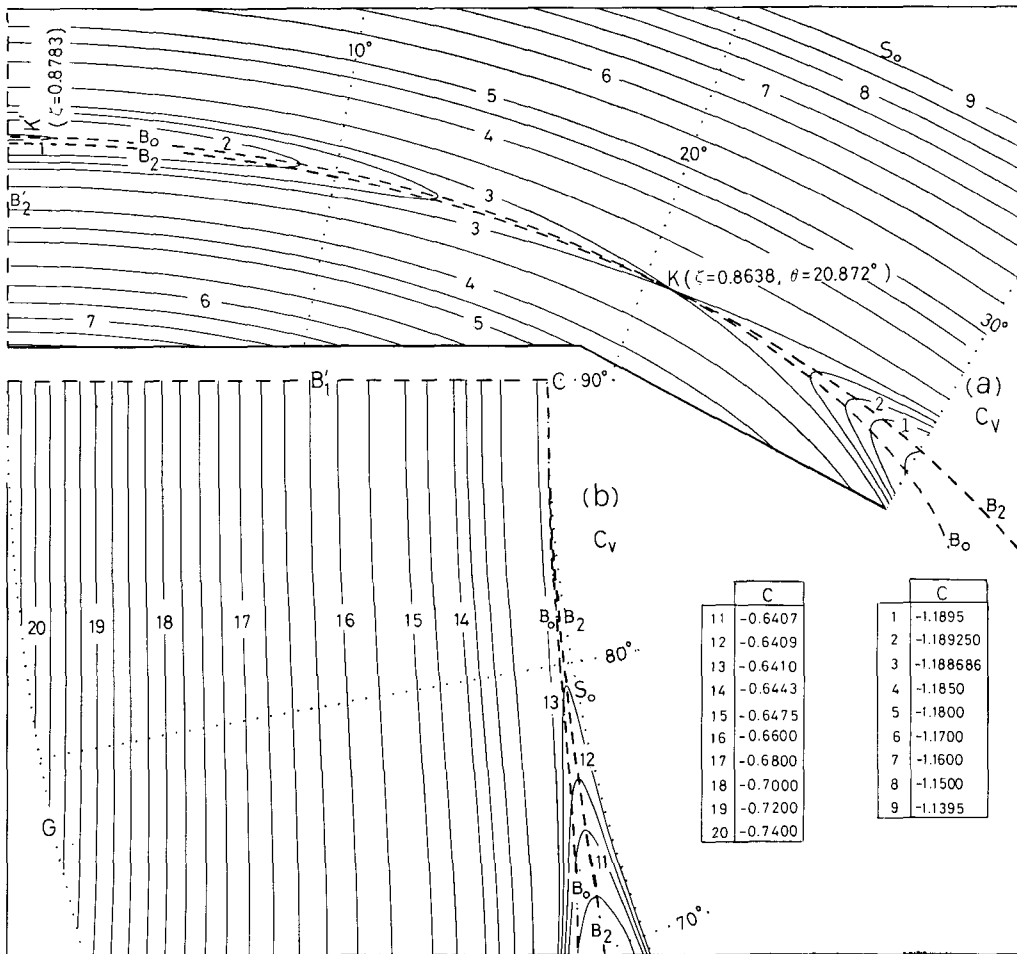 K (ζ=0.8783)
10°
B₀
B₂
2
B'₂
3
3
4
4
5
5
6
6
7
7
8
9
S₀
20°
K(ζ=0.8638, θ=20.872°)
30°
(a)
Cᵥ
2
1
B₂
B₀
B'₁
C
90°
(b)
Cᵥ
20
19
18
17
16
15
14
B₀
B₂
80°
13
S₀
12
G
11
B₀
B₂
70°
C
11 -0.6407
12 -0.6409
13 -0.6410
14 -0.6443
15 -0.6475
16 -0.6600
17 -0.6800
18 -0.7000
19 -0.7200
20 -0.7400
C
1 -1.1895
2 -1.189250
3 -1.188686
4 -1.1850
5 -1.1800
6 -1.1700
7 -1.1600
8 -1.1500
9 -1.1395